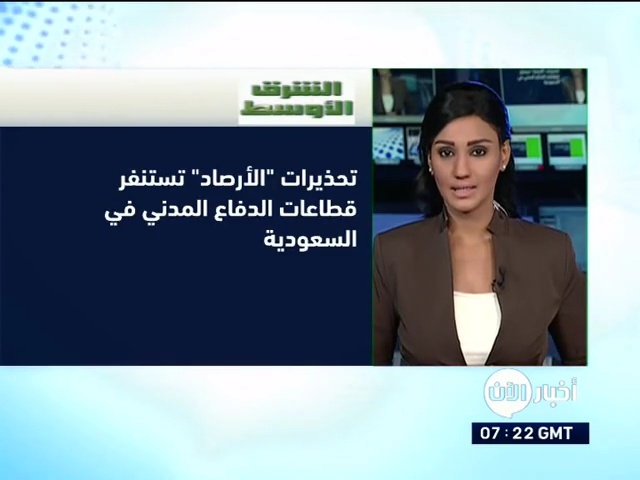 الشرق
الأوسط
تحذيرات "الأرصاد" تستنفر
قطاعات الدفاع المدني في
السعودية
أخبار الآن
07 : 22 GMT